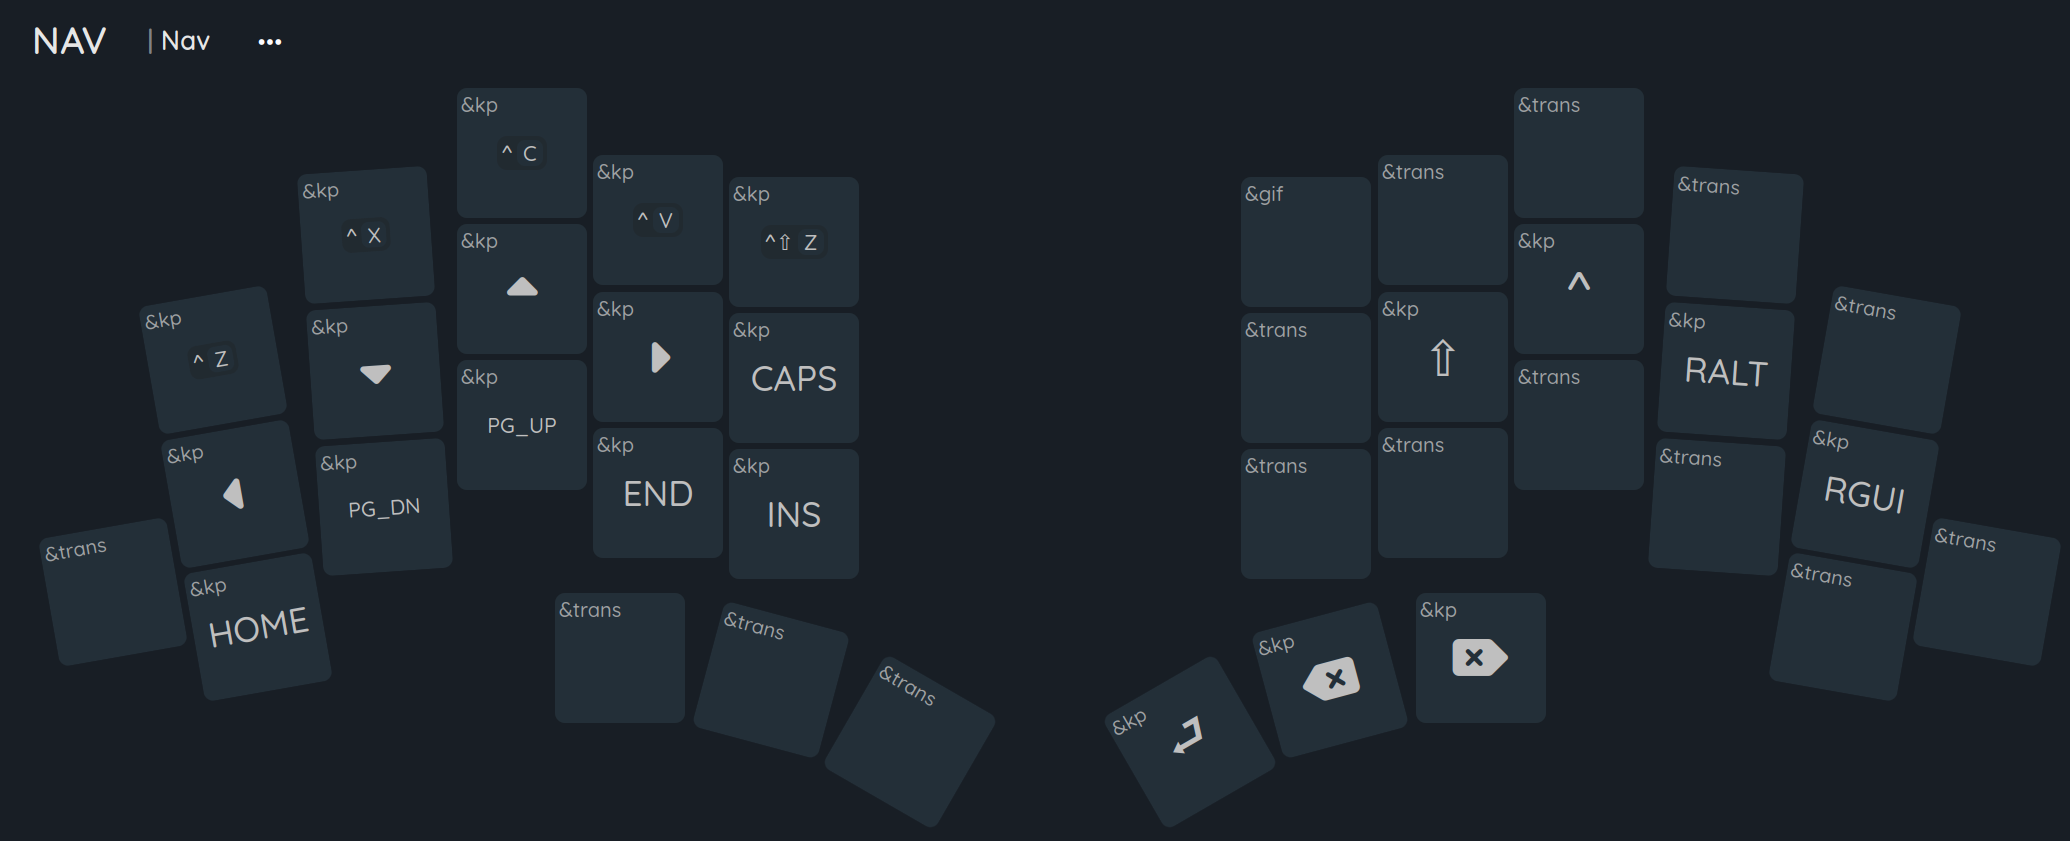 NAV | Nav •••
&kp ^ Z
&kp ^ X
&kp ^ C
&kp ^ V
&kp ^⇧ Z
&gif
&trans
&trans
&trans
&trans
&kp ◀
&kp ▼
&kp ▲
&kp ▶
&kp CAPS
&trans
&kp ⇧
&kp ^
&kp RALT
&kp RGUI
&trans
&kp HOME
&kp PG_DN
&kp PG_UP
&kp END
&kp INS
&trans
&trans
&trans
&trans
&trans
&trans
&trans
&trans
&trans
&kp
&kp
&kp